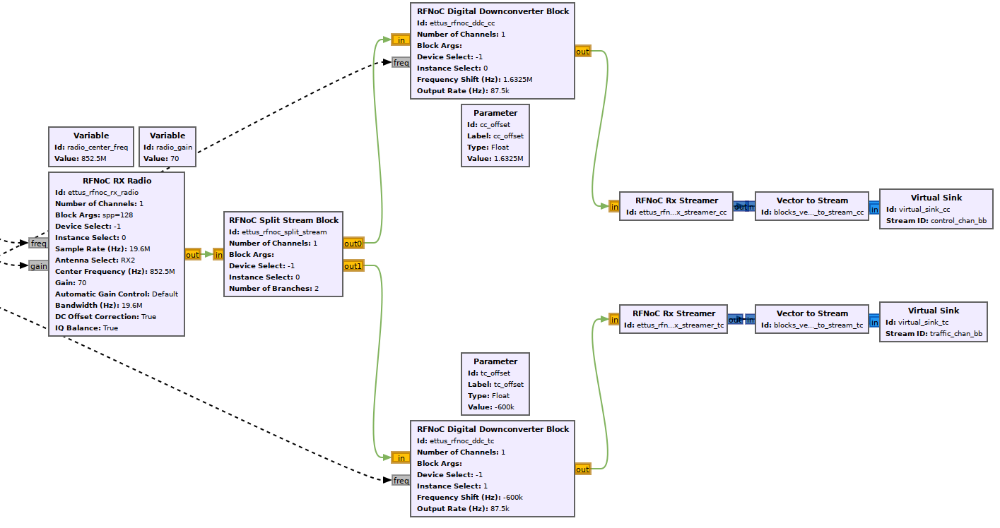 RFNoC Digital Downconverter Block
Id: ettus_rfnoc_ddc_cc
Number of Channels: 1
Block Args:
Device Select: -1
Instance Select: 0
Frequency Shift (Hz): 1.6325M
Output Rate (Hz): 87.5k
in
freq
out
Parameter
Id: cc_offset
Label: cc_offset
Type: Float
Value: 1.6325M
Variable
Id: radio_center_freq
Value: 852.5M
Variable
Id: radio_gain
Value: 70
RFNoC RX Radio
Id: ettus_rfnoc_rx_radio
Number of Channels: 1
Block Args: spp=128
Device Select: -1
Instance Select: 0
Sample Rate (Hz): 19.6M
Antenna Select: RX2
Center Frequency (Hz): 852.5M
Gain: 70
Automatic Gain Control: Default
Bandwidth (Hz): 19.6M
DC Offset Correction: True
IQ Balance: True
freq
gain
out
RFNoC Split Stream Block
Id: ettus_rfnoc_split_stream
Number of Channels: 1
Block Args:
Device Select: -1
Instance Select: 0
Number of Branches: 2
in
out0
out1
RFNoC Rx Streamer
Id: ettus_rfn...x_streamer_cc
in
out
in
Vector to Stream
Id: blocks_ve..._to_stream_cc
in
Virtual Sink
Id: virtual_sink_cc
Stream ID: control_chan_bb
RFNoC Rx Streamer
Id: ettus_rfn...x_streamer_tc
in
out
in
Vector to Stream
Id: blocks_ve..._to_stream_tc
in
Virtual Sink
Id: virtual_sink_tc
Stream ID: traffic_chan_bb
Parameter
Id: tc_offset
Label: tc_offset
Type: Float
Value: -600k
RFNoC Digital Downconverter Block
Id: ettus_rfnoc_ddc_tc
Number of Channels: 1
Block Args:
Device Select: -1
Instance Select: 1
Frequency Shift (Hz): -600k
Output Rate (Hz): 87.5k
in
freq
out